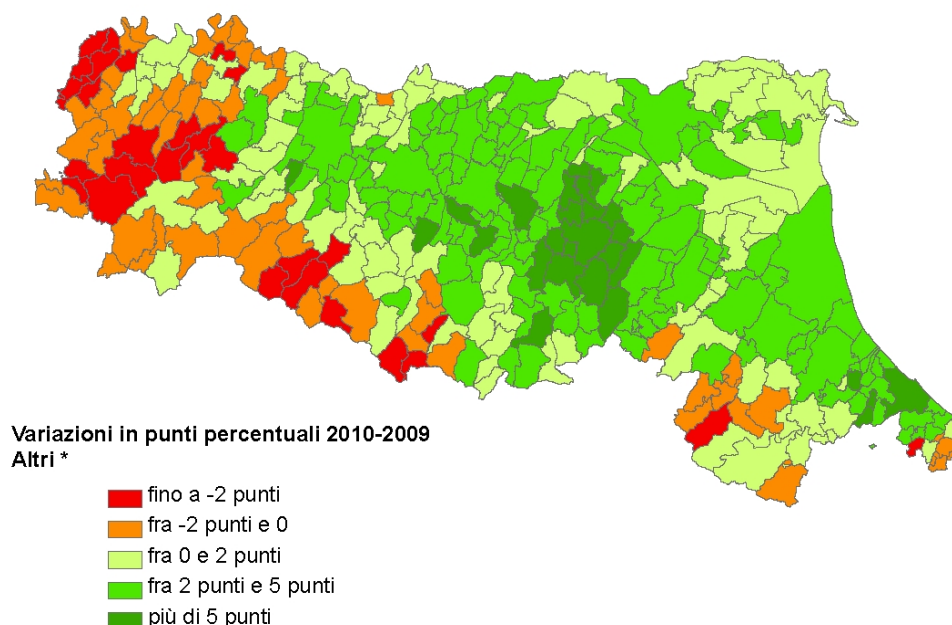 Variazioni in punti percentuali 2010-2009
Altri *
fino a -2 punti
fra -2 punti e 0
fra 0 e 2 punti
fra 2 punti e 5 punti
più di 5 punti